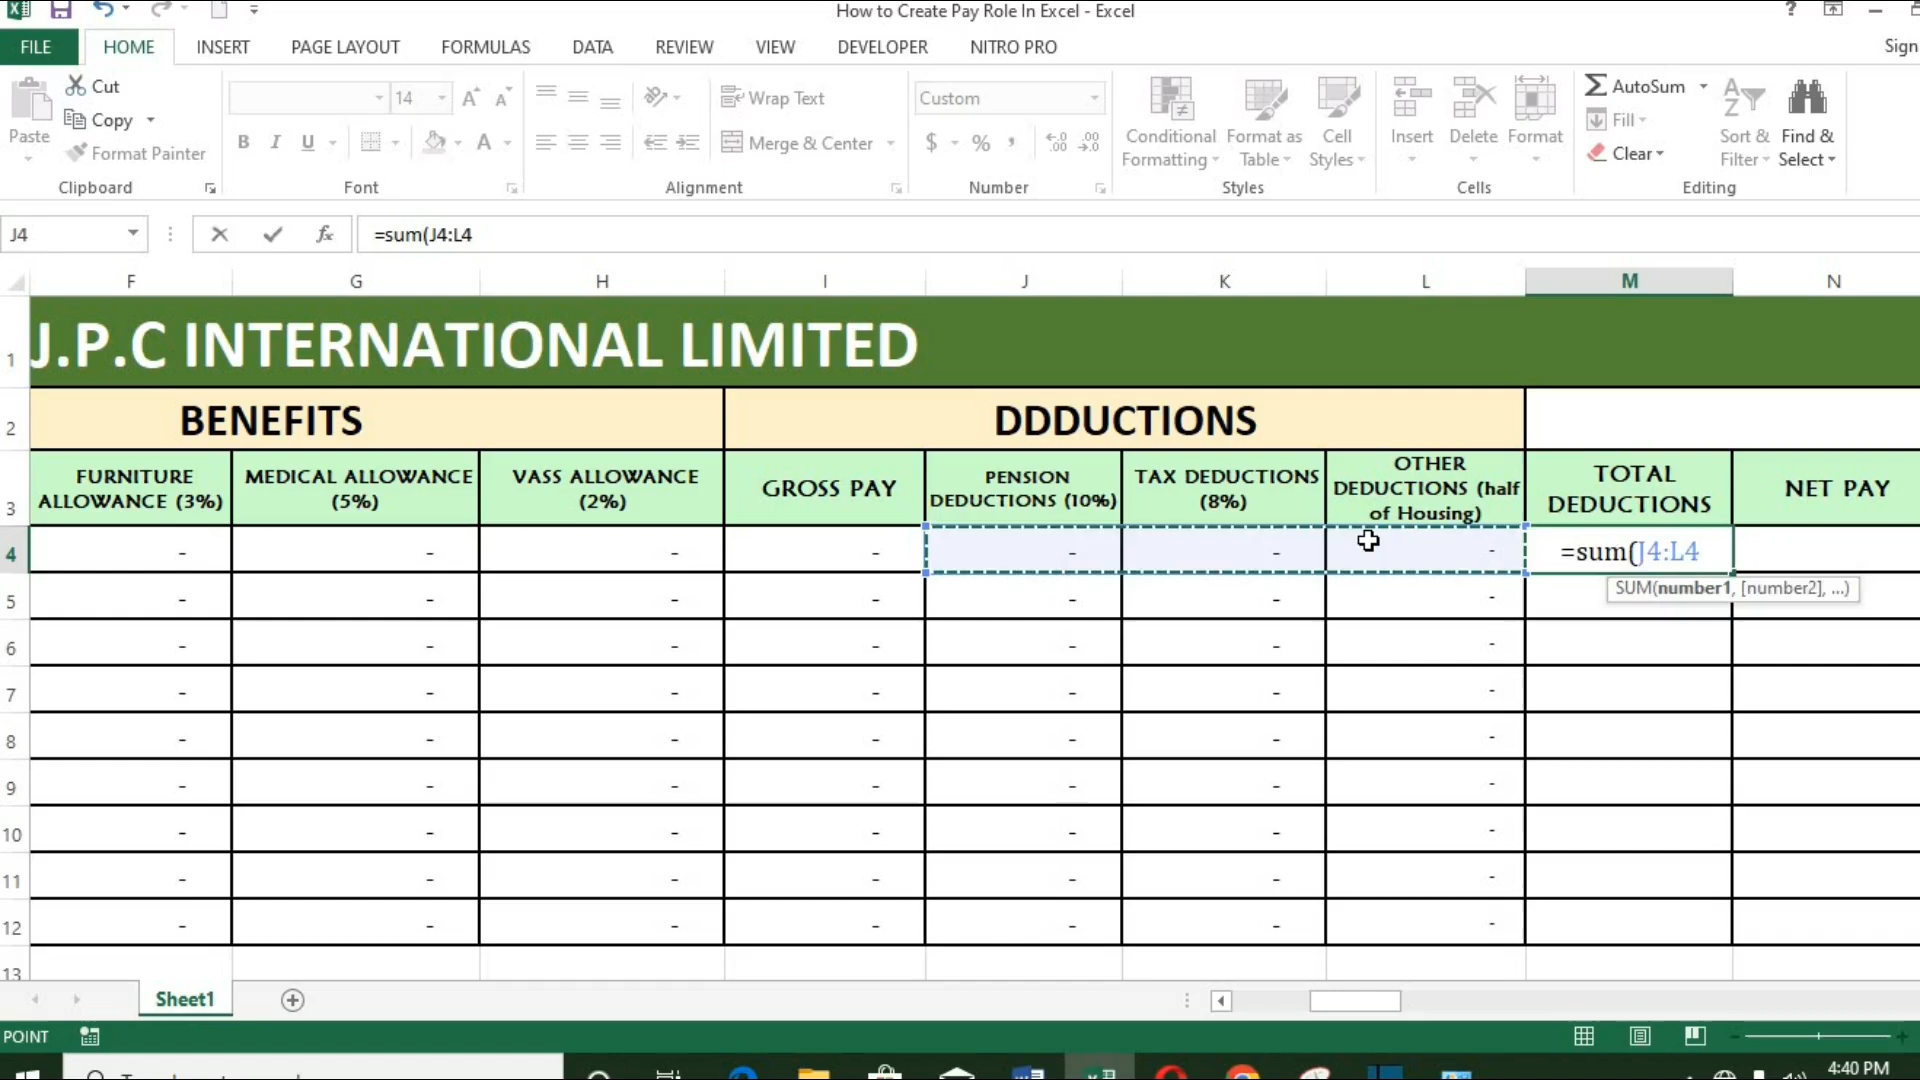 How to Create Pay Role In Excel - Excel
?
FILE HOME INSERT PAGE LAYOUT FORMULAS DATA REVIEW VIEW DEVELOPER NITRO PRO Sign
Paste
Cut
Copy
Format Painter
Clipboard
14
A A
B I U A
Font
Wrap Text
Merge & Center
Alignment
Custom
$ % ,
Number
Conditional Formatting
Format as Table
Cell Styles
Styles
Insert
Delete
Format
Cells
AutoSum
Fill
Clear
Sort & Filter
Find & Select
Editing
J4
fx
=sum(J4:L4
F G H I J K L M N
1 J.P.C INTERNATIONAL LIMITED
2 BENEFITS DDDUCTIONS
3
FURNITURE ALLOWANCE (3%)
MEDICAL ALLOWANCE (5%)
VASS ALLOWANCE (2%)
GROSS PAY
PENSION DEDUCTIONS (10%)
TAX DEDUCTIONS (8%)
OTHER DEDUCTIONS (half of Housing)
TOTAL DEDUCTIONS
NET PAY
4 - - - - - - - =sum(J4:L4
SUM(number1, [number2], ...)
5 - - - - - - -
6 - - - - - - -
7 - - - - - - -
8 - - - - - - -
9 - - - - - - -
10 - - - - - - -
11 - - - - - - -
12 - - - - - - -
13
Sheet1
POINT
4:40 PM